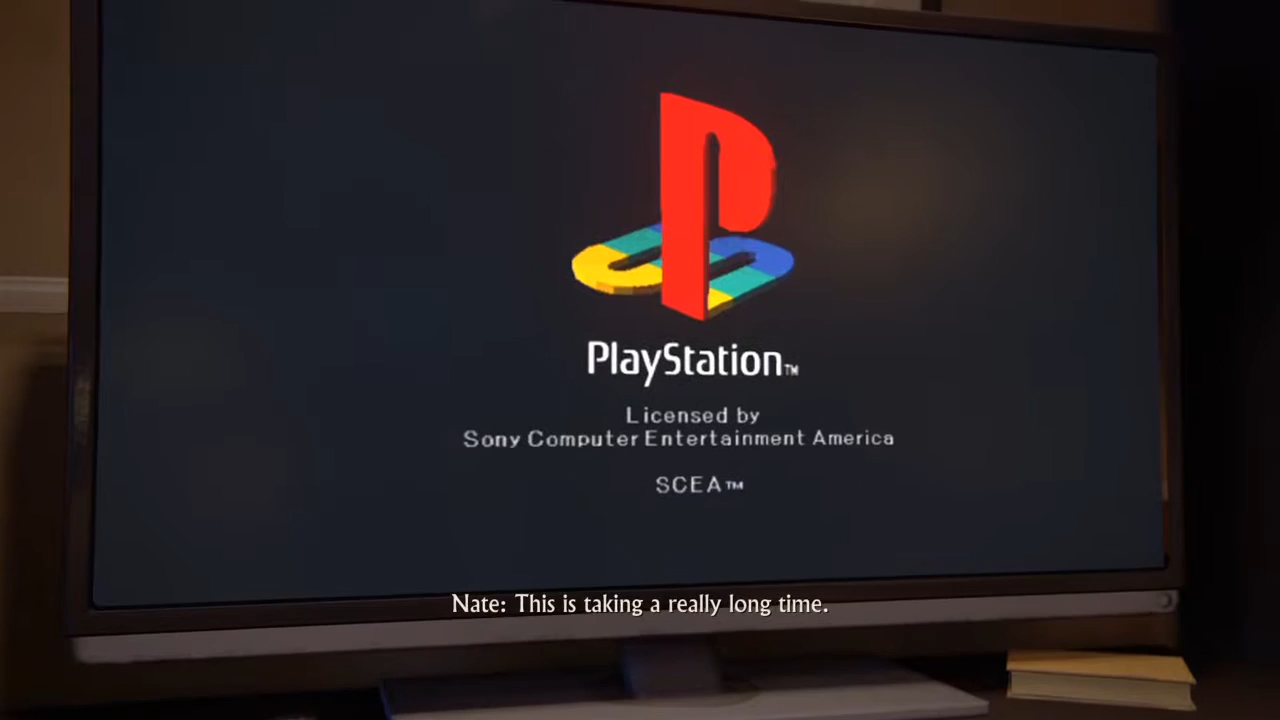 PlayStation™
Licensed by
Sony Computer Entertainment America
SCEA™
Nate: This is taking a really long time.